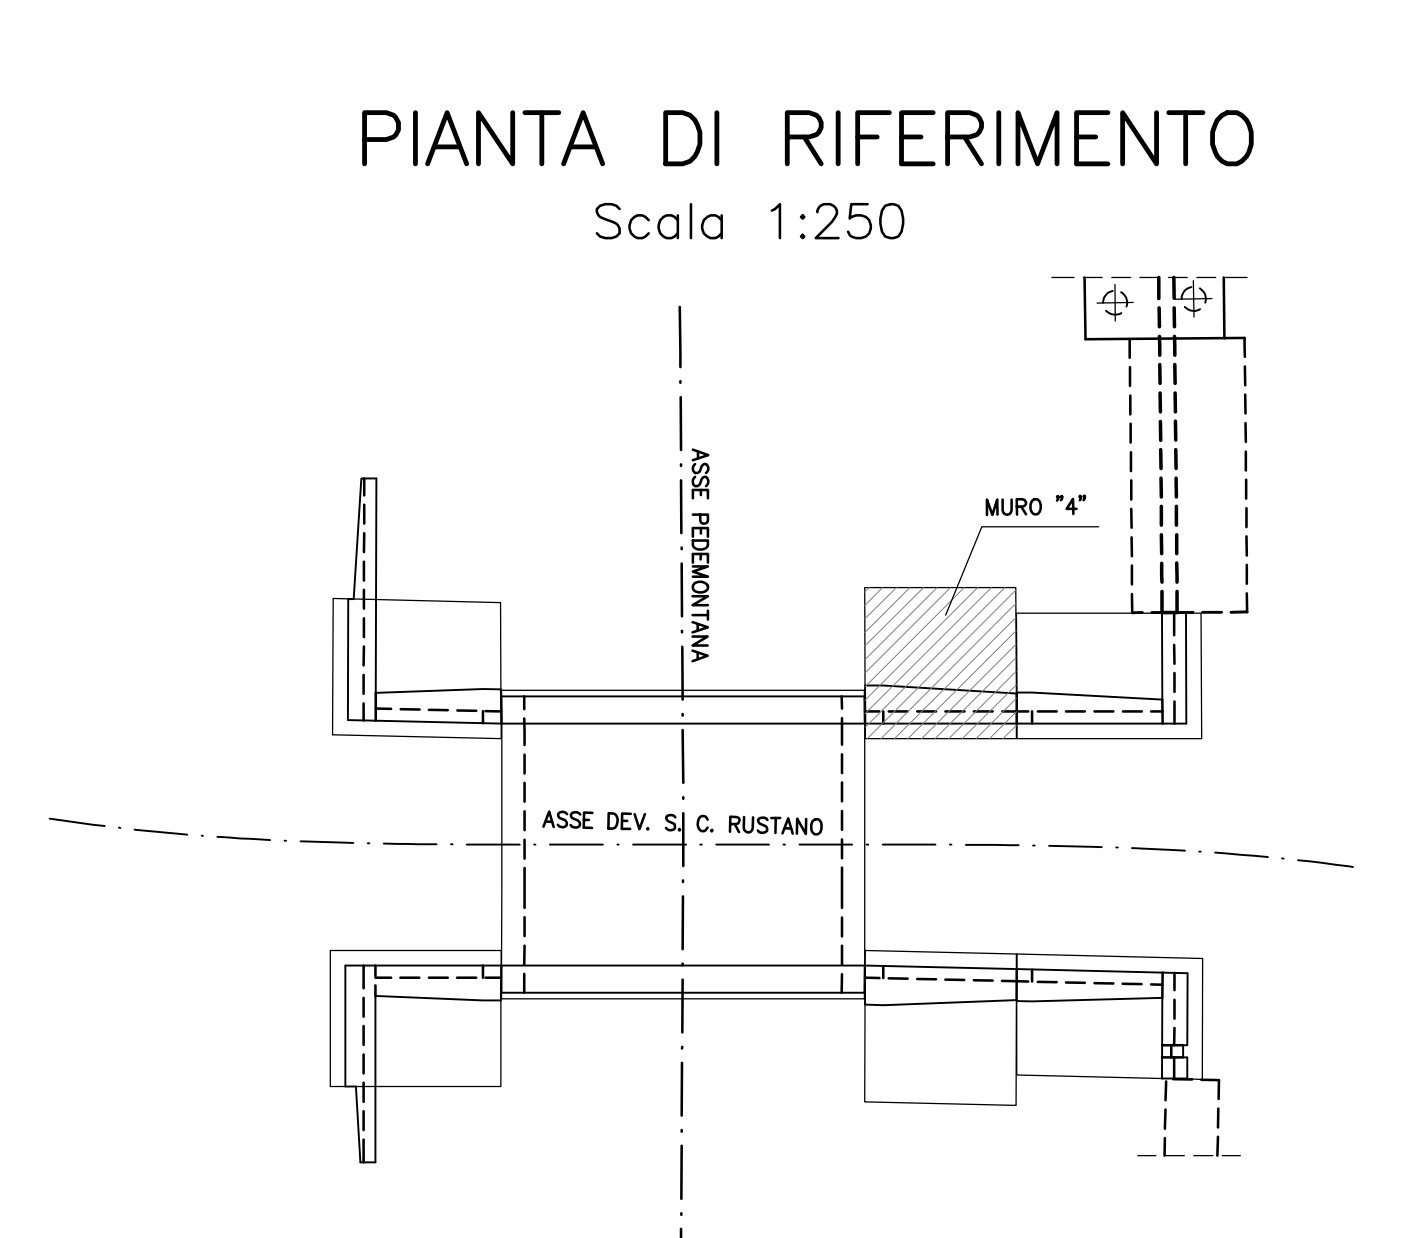 PIANTA DI RIFERIMENTO
Scala 1:250
ASSE PEDEMONTANA
MURO "4"
ASSE DEV. S. C. RUSTANO